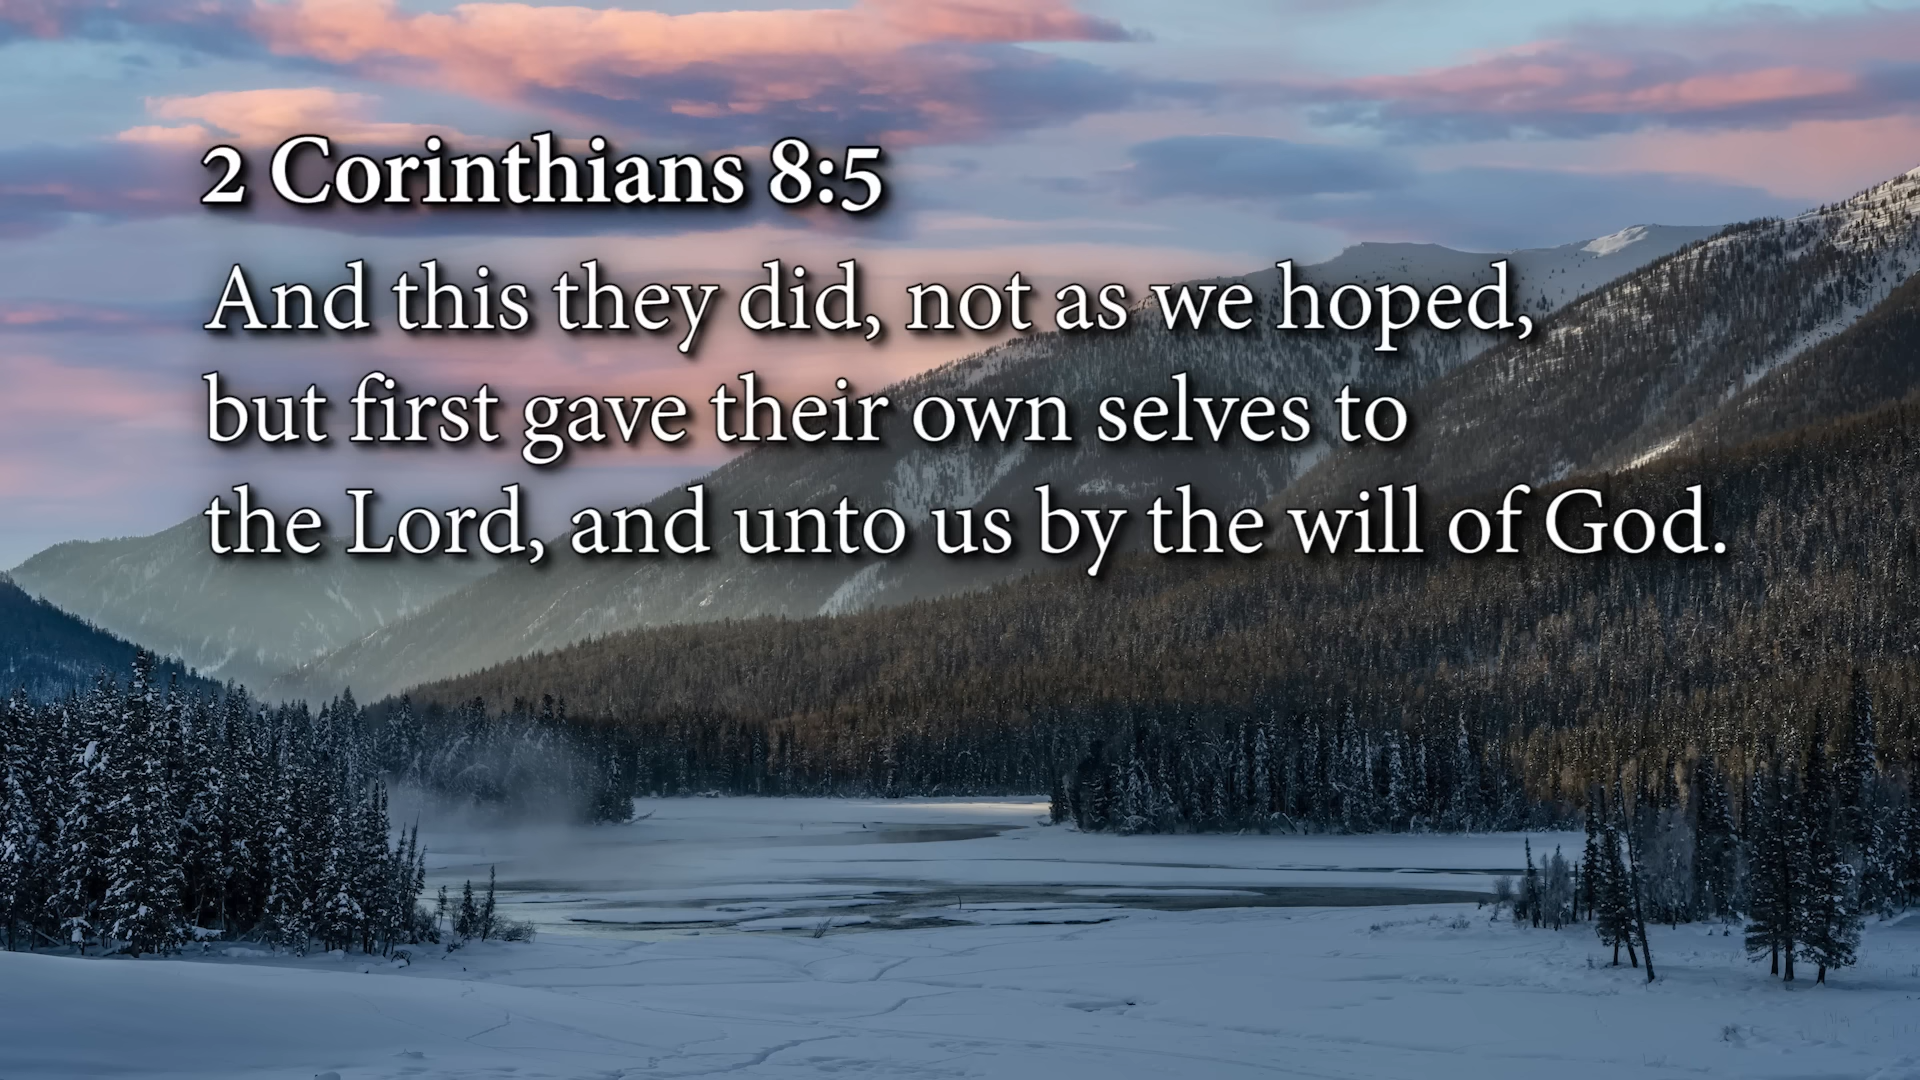 2 Corinthians 8:5
And this they did, not as we hoped,
but first gave their own selves to
the Lord, and unto us by the will of God.